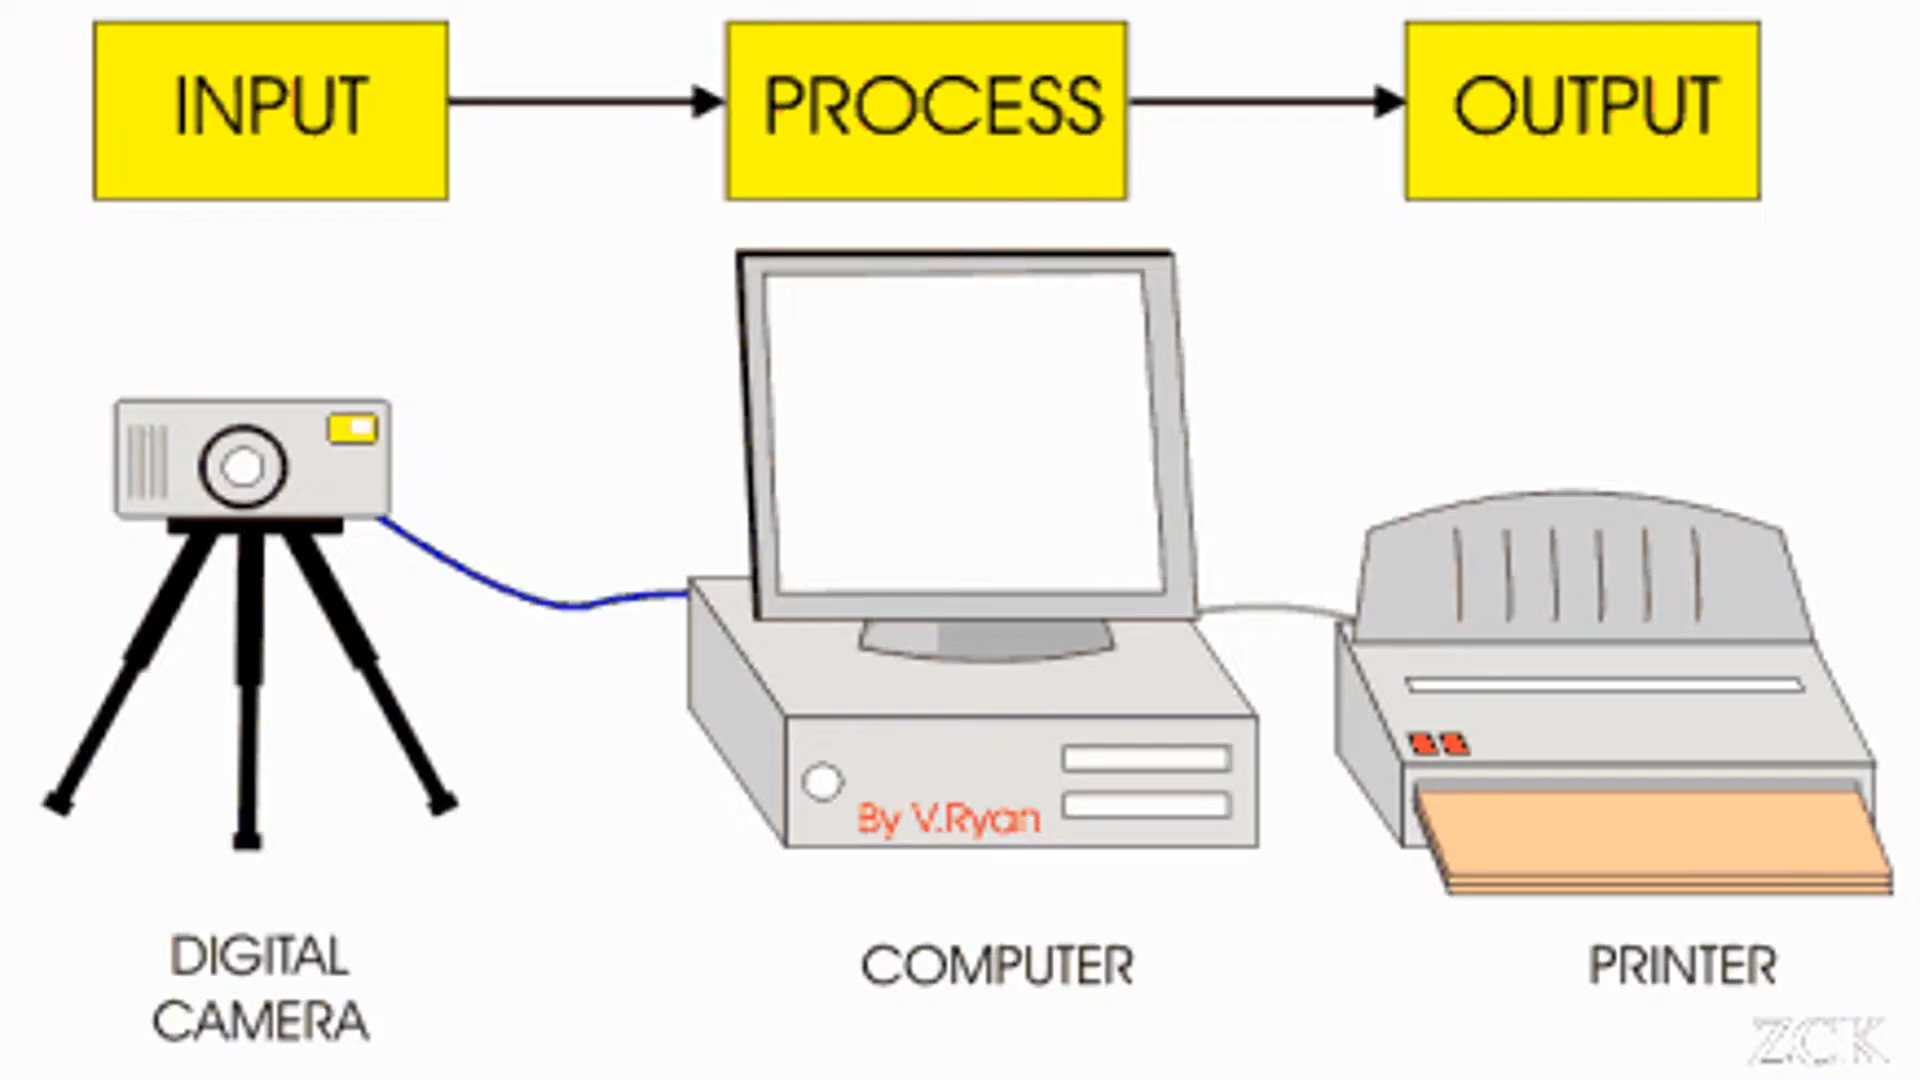 INPUT
PROCESS
OUTPUT
By V.Ryan
DIGITAL
CAMERA
COMPUTER
PRINTER
ZCK